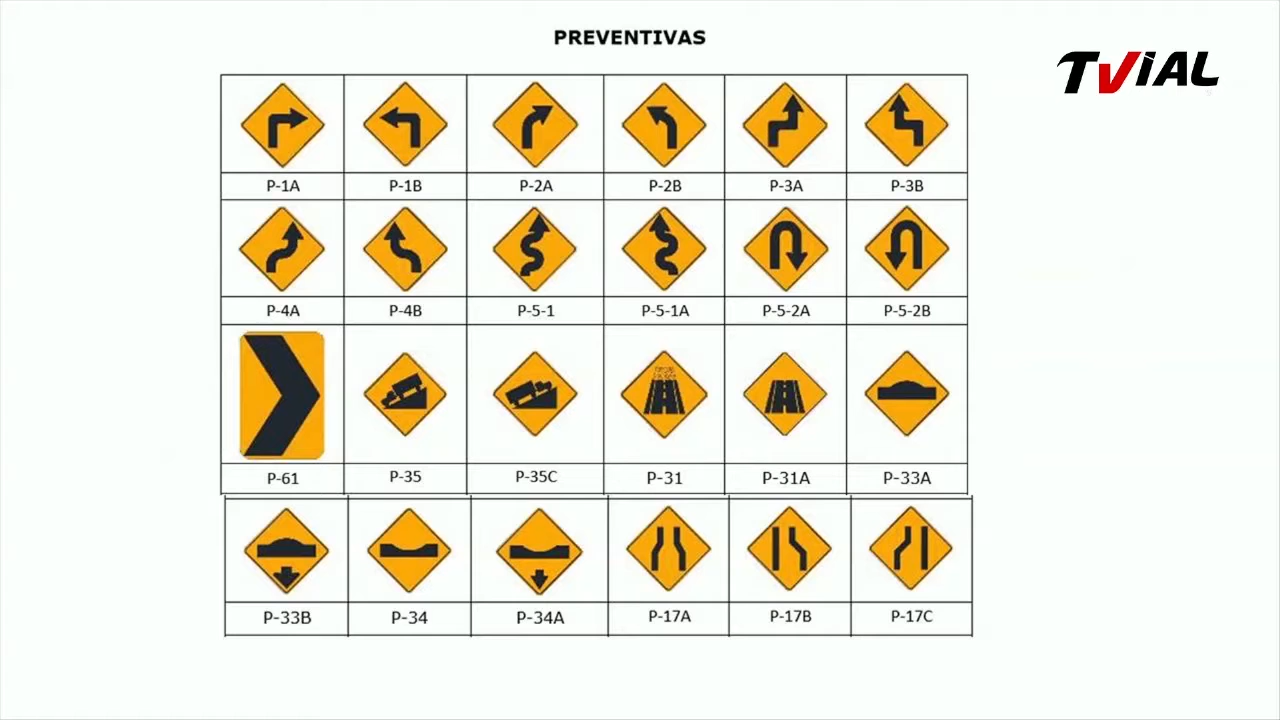 PREVENTIVAS
TViAL
P-1A P-1B P-2A P-2B P-3A P-3B
P-4A P-4B P-5-1 P-5-1A P-5-2A P-5-2B
P-61 P-35 P-35C P-31 P-31A P-33A
P-33B P-34 P-34A P-17A P-17B P-17C